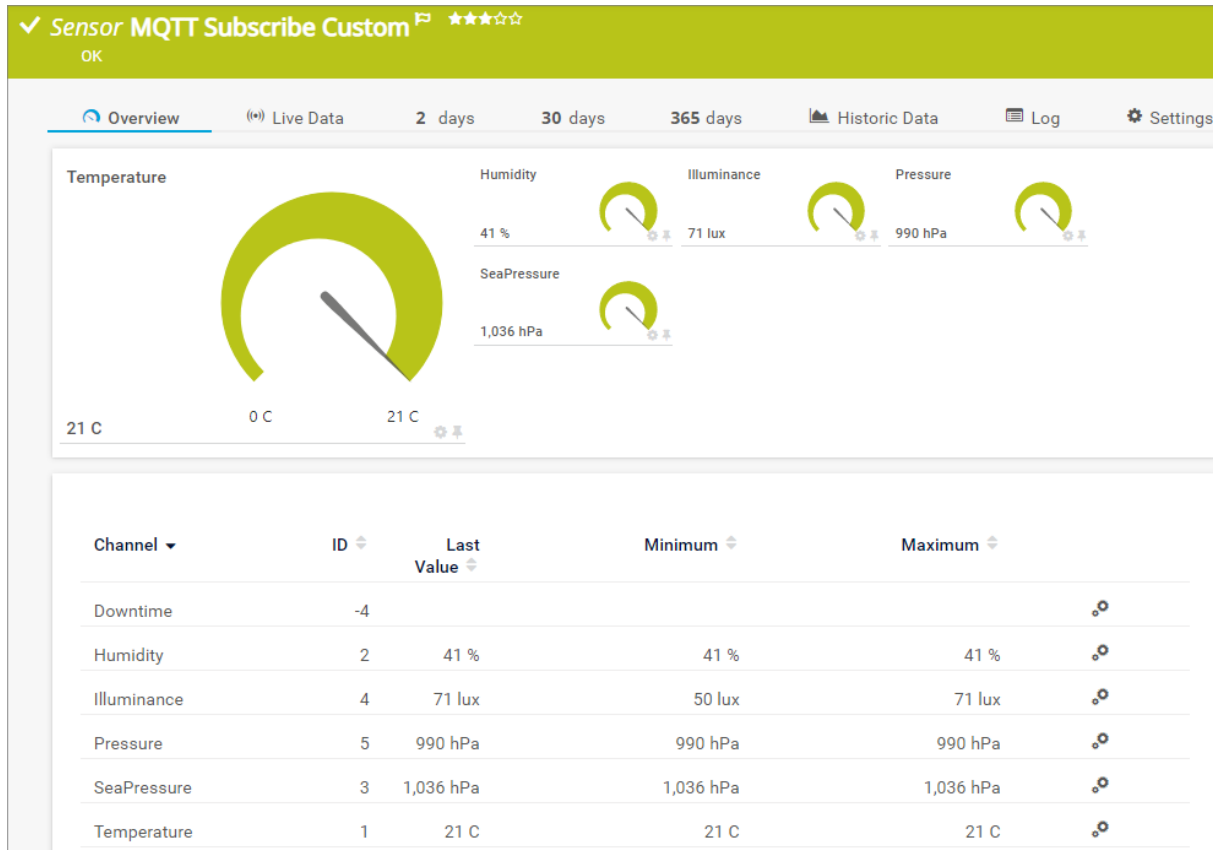 Sensor MQTT Subscribe Custom
OK
Overview Live Data 2 days 30 days 365 days Historic Data Log Settings
Temperature
0 C 21 C
21 C
Humidity
41 %
Illuminance
71 lux
Pressure
990 hPa
SeaPressure
1,036 hPa
Channel ID Last Value Minimum Maximum
Downtime -4
Humidity 2 41 % 41 % 41 %
Illuminance 4 71 lux 50 lux 71 lux
Pressure 5 990 hPa 990 hPa 990 hPa
SeaPressure 3 1,036 hPa 1,036 hPa 1,036 hPa
Temperature 1 21 C 21 C 21 C